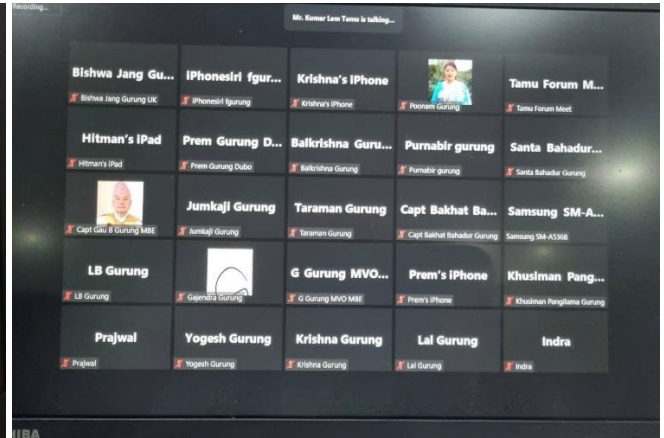 Recording...
Mr. Kumar Lem Tamu is talking...
Bishwa Jang Gu... iPhonesiri fgur... Krishna's iPhone Tamu Forum M...
Bishwa Jang Gurung UK iPhonesiri fgurung Krishna's iPhone Poonam Gurung Tamu Forum Meet
Hitman's iPad Prem Gurung D... Balkrishna Guru... Purnabir gurung Santa Bahadur...
Hitman's iPad Prem Gurung Dubo Balkrishna Gurung Purnabir gurung Santa Bahadur Gurung
Jumkaji Gurung Taraman Gurung Capt Bakhat Ba... Samsung SM-A...
Capt Gau B Gurung MBE Jumkaji Gurung Taraman Gurung Capt Bakhat Bahadur Gurung Samsung SM-A536B
LB Gurung G Gurung MVO... Prem's iPhone Khusiman Pang...
LB Gurung Gajendra Gurung G Gurung MVO MBE Prem's iPhone Khusiman Pangilama Gurung
Prajwal Yogesh Gurung Krishna Gurung Lal Gurung Indra
Prajwal Yogesh Gurung Krishna Gurung Lal Gurung Indra